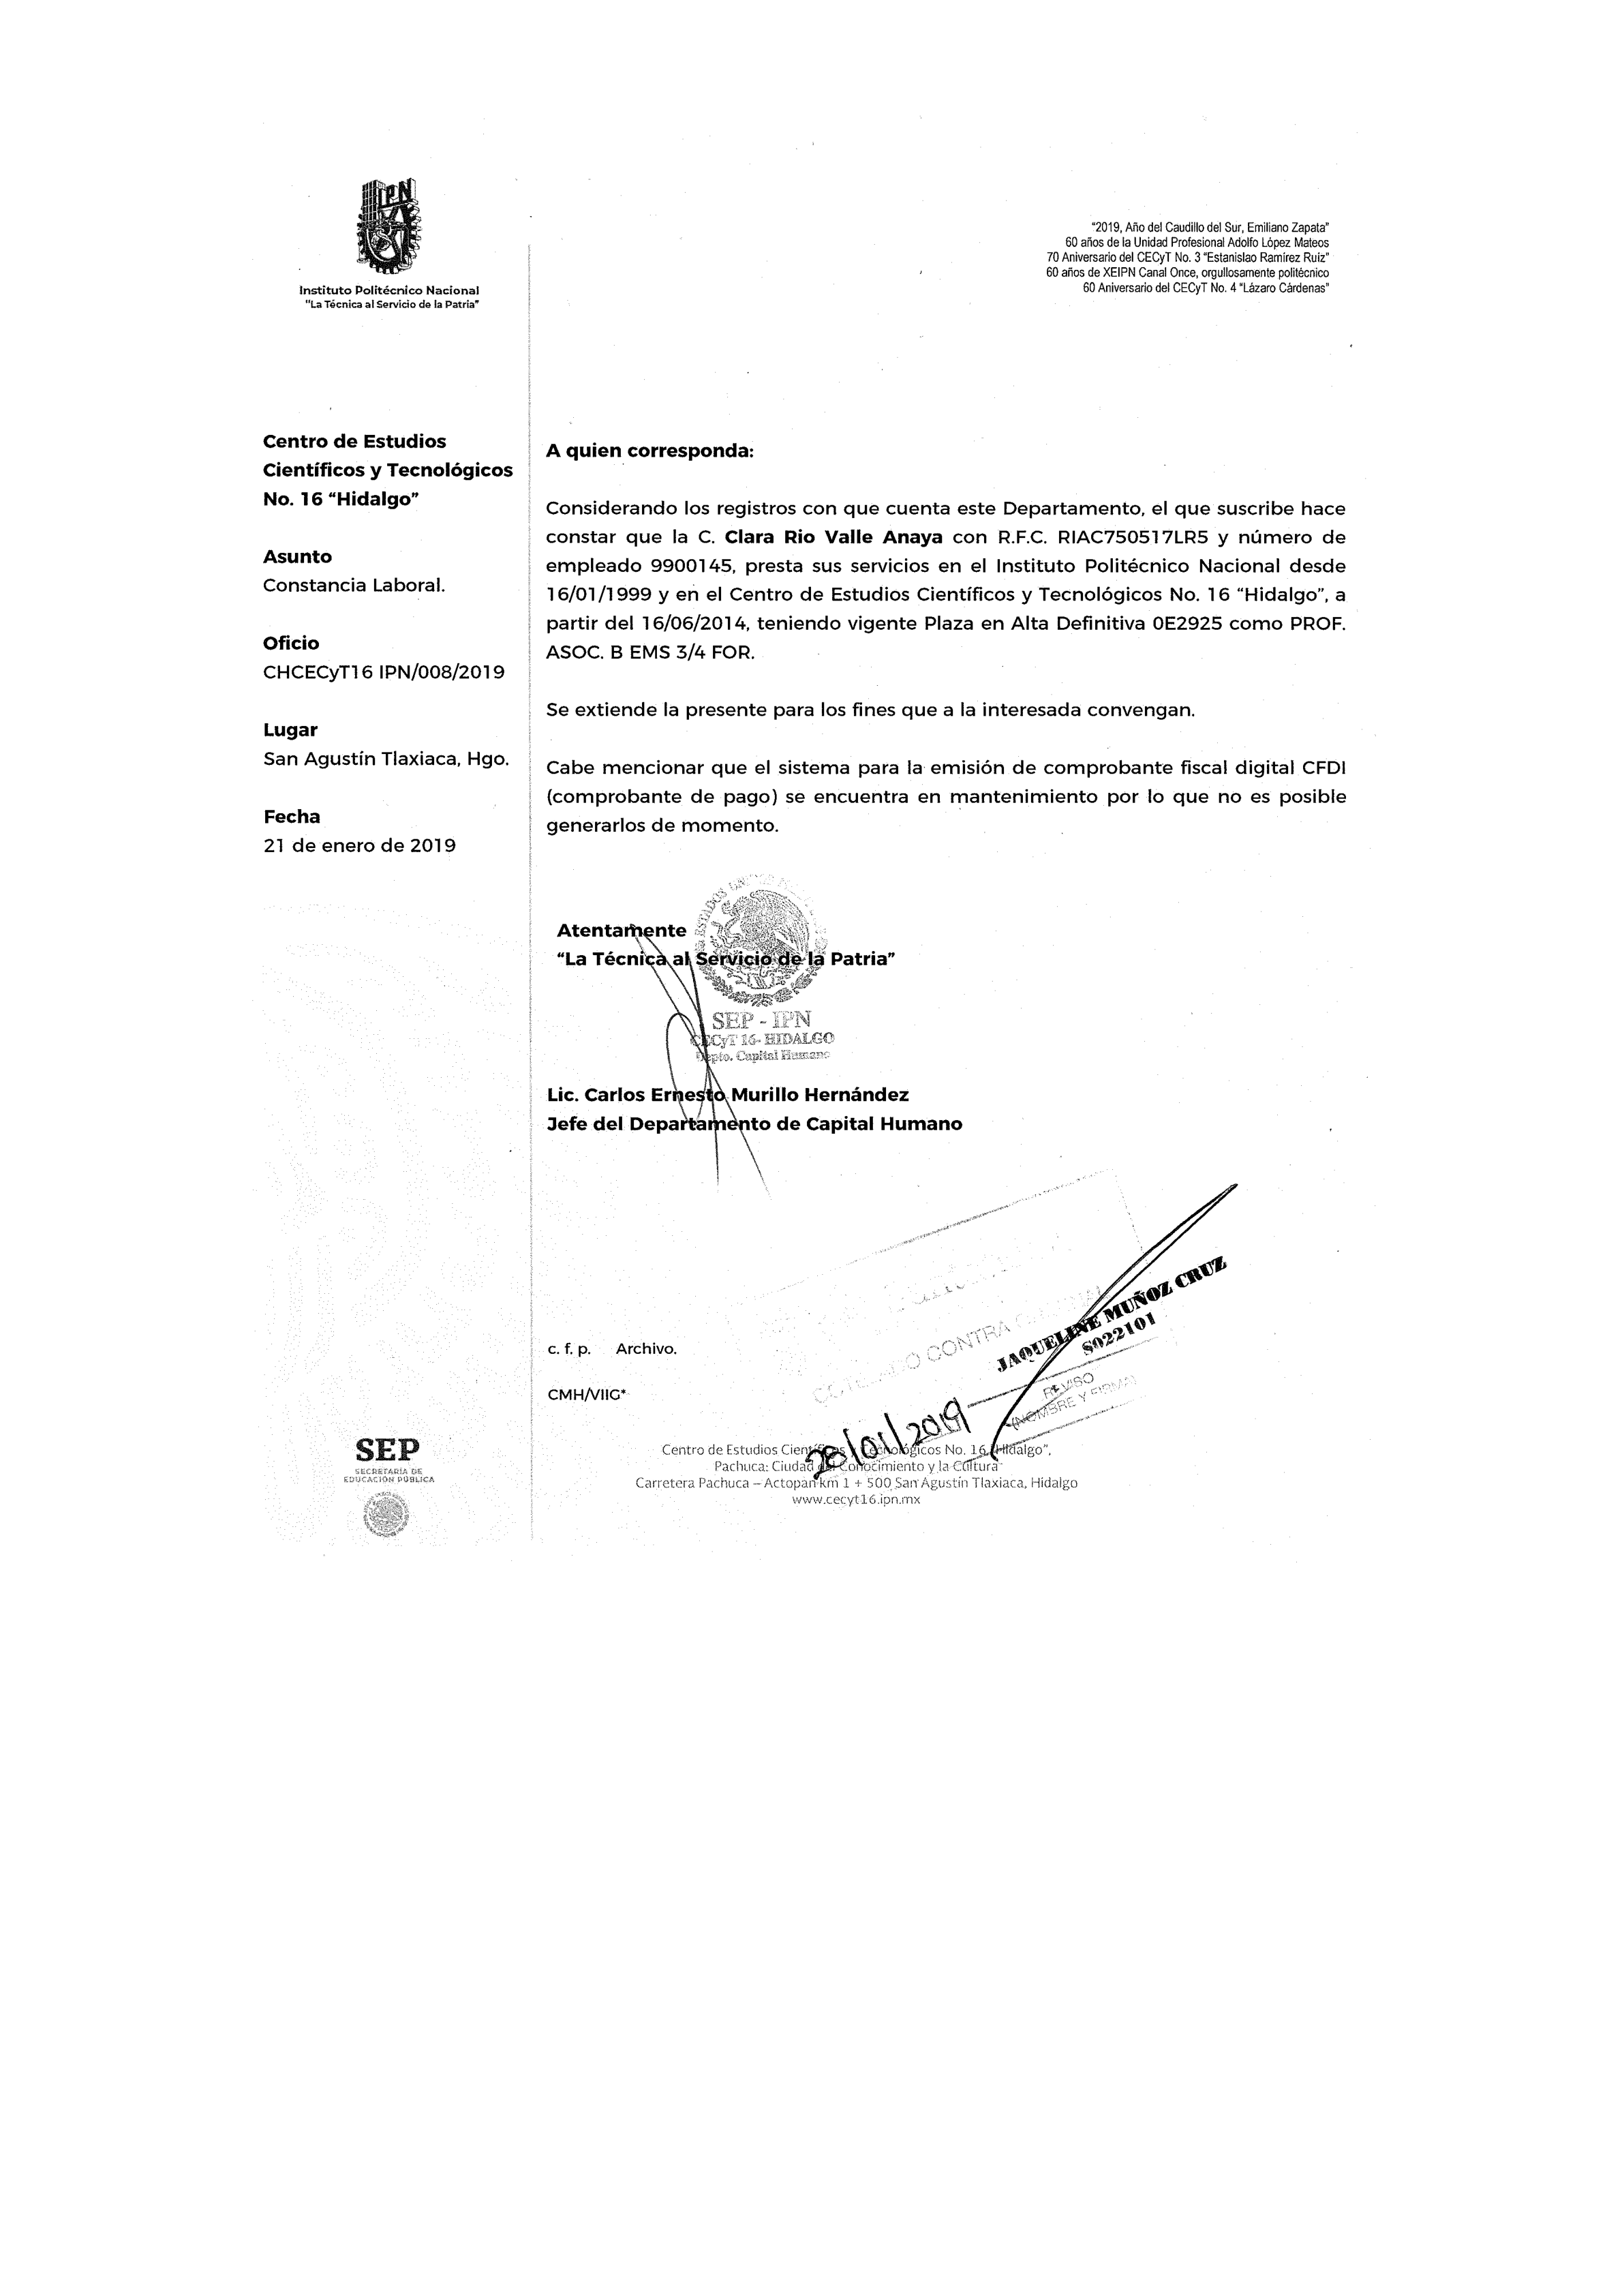 IPN
Instituto Politécnico Nacional
"La Técnica al Servicio de la Patria"
"2019, Año del Caudillo del Sur, Emiliano Zapata"
60 años de la Unidad Profesional Adolfo López Mateos
70 Aniversario del CECyT No. 3 "Estanislao Ramírez Ruiz"
60 años de XEIPN Canal Once, orgullosamente politécnico
60 Aniversario del CECyT No. 4 "Lázaro Cárdenas"
Centro de Estudios
Científicos y Tecnológicos
No. 16 "Hidalgo"
Asunto
Constancia Laboral.
Oficio
CHCECyT16 IPN/008/2019
Lugar
San Agustín Tlaxiaca, Hgo.
Fecha
21 de enero de 2019
A quien corresponda:
Considerando los registros con que cuenta este Departamento, el que suscribe hace
constar que la C. Clara Rio Valle Anaya con R.F.C. RIAC750517LR5 y número de
empleado 9900145, presta sus servicios en el Instituto Politécnico Nacional desde
16/01/1999 y en el Centro de Estudios Científicos y Tecnológicos No. 16 "Hidalgo", a
partir del 16/06/2014, teniendo vigente Plaza en Alta Definitiva 0E2925 como PROF.
ASOC. B EMS 3/4 FOR.
Se extiende la presente para los fines que a la interesada convengan.
Cabe mencionar que el sistema para la emisión de comprobante fiscal digital CFDI
(comprobante de pago) se encuentra en mantenimiento por lo que no es posible
generarlos de momento.
Atentamente
"La Técnica al Servicio de la Patria"
SEP - IPN
CECyT 16- HIDALGO
Depto. Capital Humano
Lic. Carlos Ernesto Murillo Hernández
Jefe del Departamento de Capital Humano
CONTRA
JAQUELINE MUÑOZ CRUZ
S022101
REVISO
(NOMBRE Y FIRMA)
28/01/2019
c. f. p. Archivo.
CMH/VIIG*
SEP
SECRETARÍA DE
EDUCACIÓN PÚBLICA
Centro de Estudios Científicos y Tecnológicos No. 16 "Hidalgo",
Pachuca: Ciudad del Conocimiento y la Cultura
Carretera Pachuca – Actopan km 1 + 500 San Agustín Tlaxiaca, Hidalgo
www.cecyt16.ipn.mx